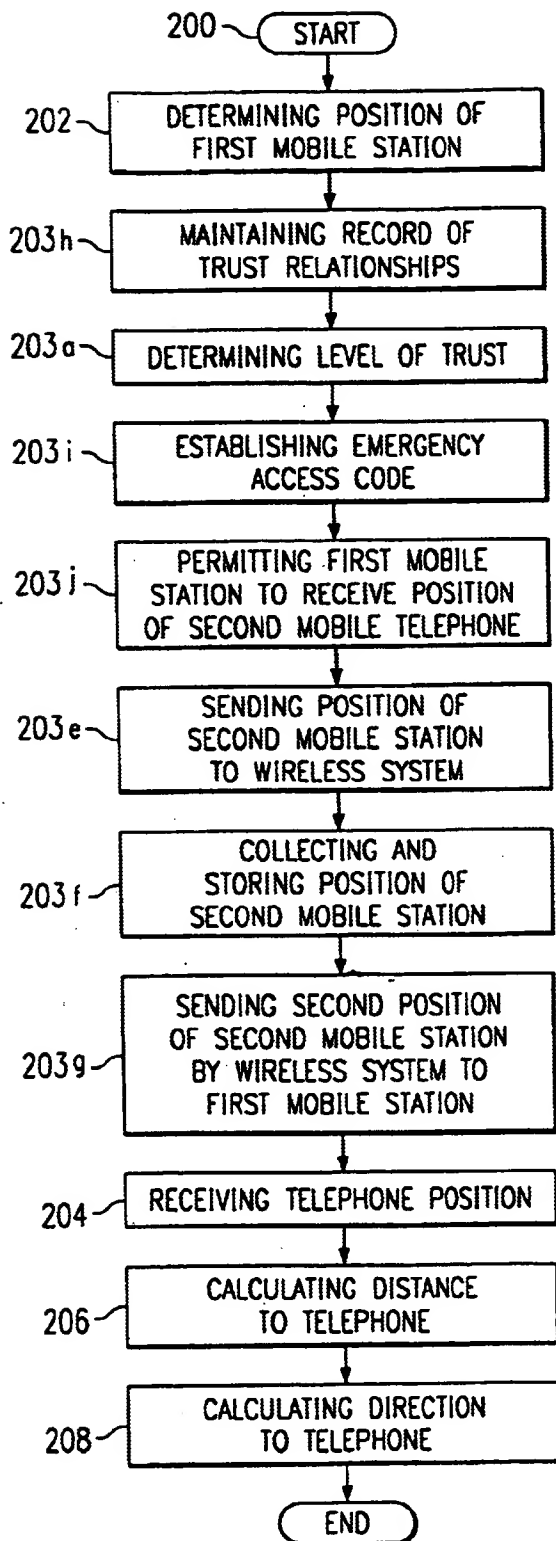 200 START
202 DETERMINING POSITION OF
FIRST MOBILE STATION
203h MAINTAINING RECORD OF
TRUST RELATIONSHIPS
203a DETERMINING LEVEL OF TRUST
203i ESTABLISHING EMERGENCY
ACCESS CODE
203j PERMITTING FIRST MOBILE
STATION TO RECEIVE POSITION
OF SECOND MOBILE TELEPHONE
203e SENDING POSITION OF
SECOND MOBILE STATION
TO WIRELESS SYSTEM
203f COLLECTING AND
STORING POSITION OF
SECOND MOBILE STATION
203g SENDING SECOND POSITION
OF SECOND MOBILE STATION
BY WIRELESS SYSTEM TO
FIRST MOBILE STATION
204 RECEIVING TELEPHONE POSITION
206 CALCULATING DISTANCE
TO TELEPHONE
208 CALCULATING DIRECTION
TO TELEPHONE
END